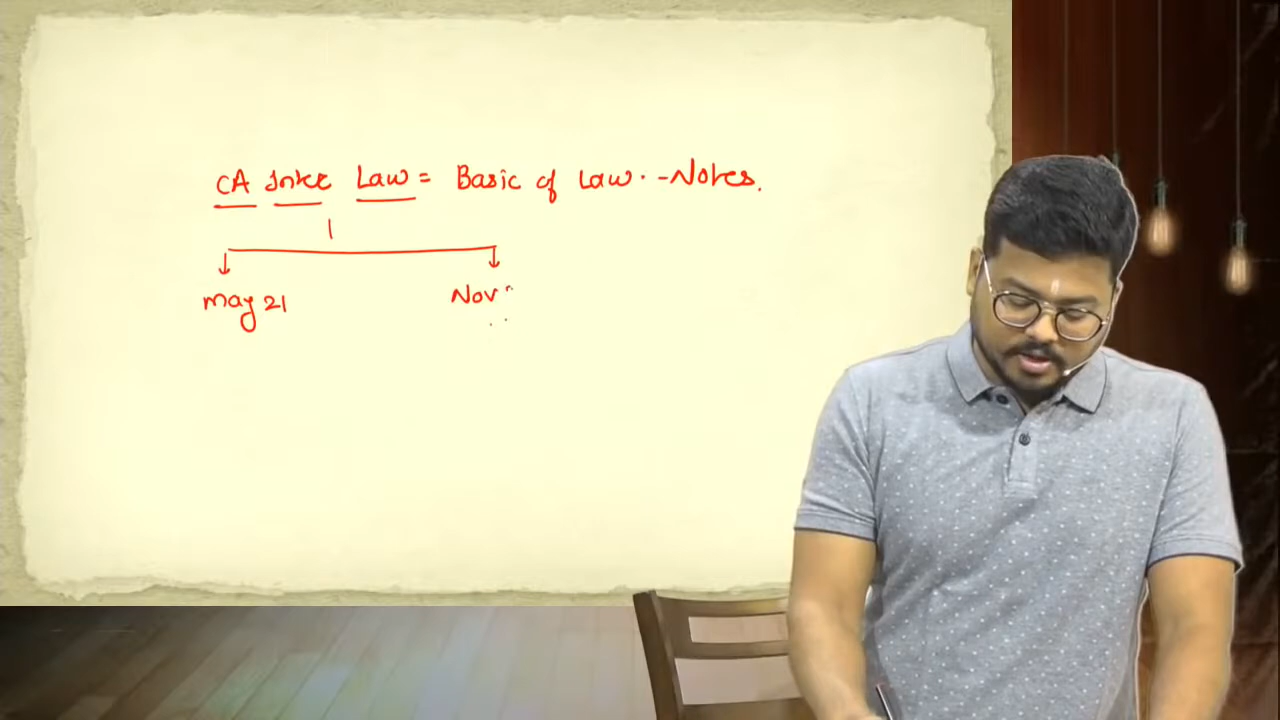 CA Inter Law = Basic of Law. - Notes.
May 21 Nov